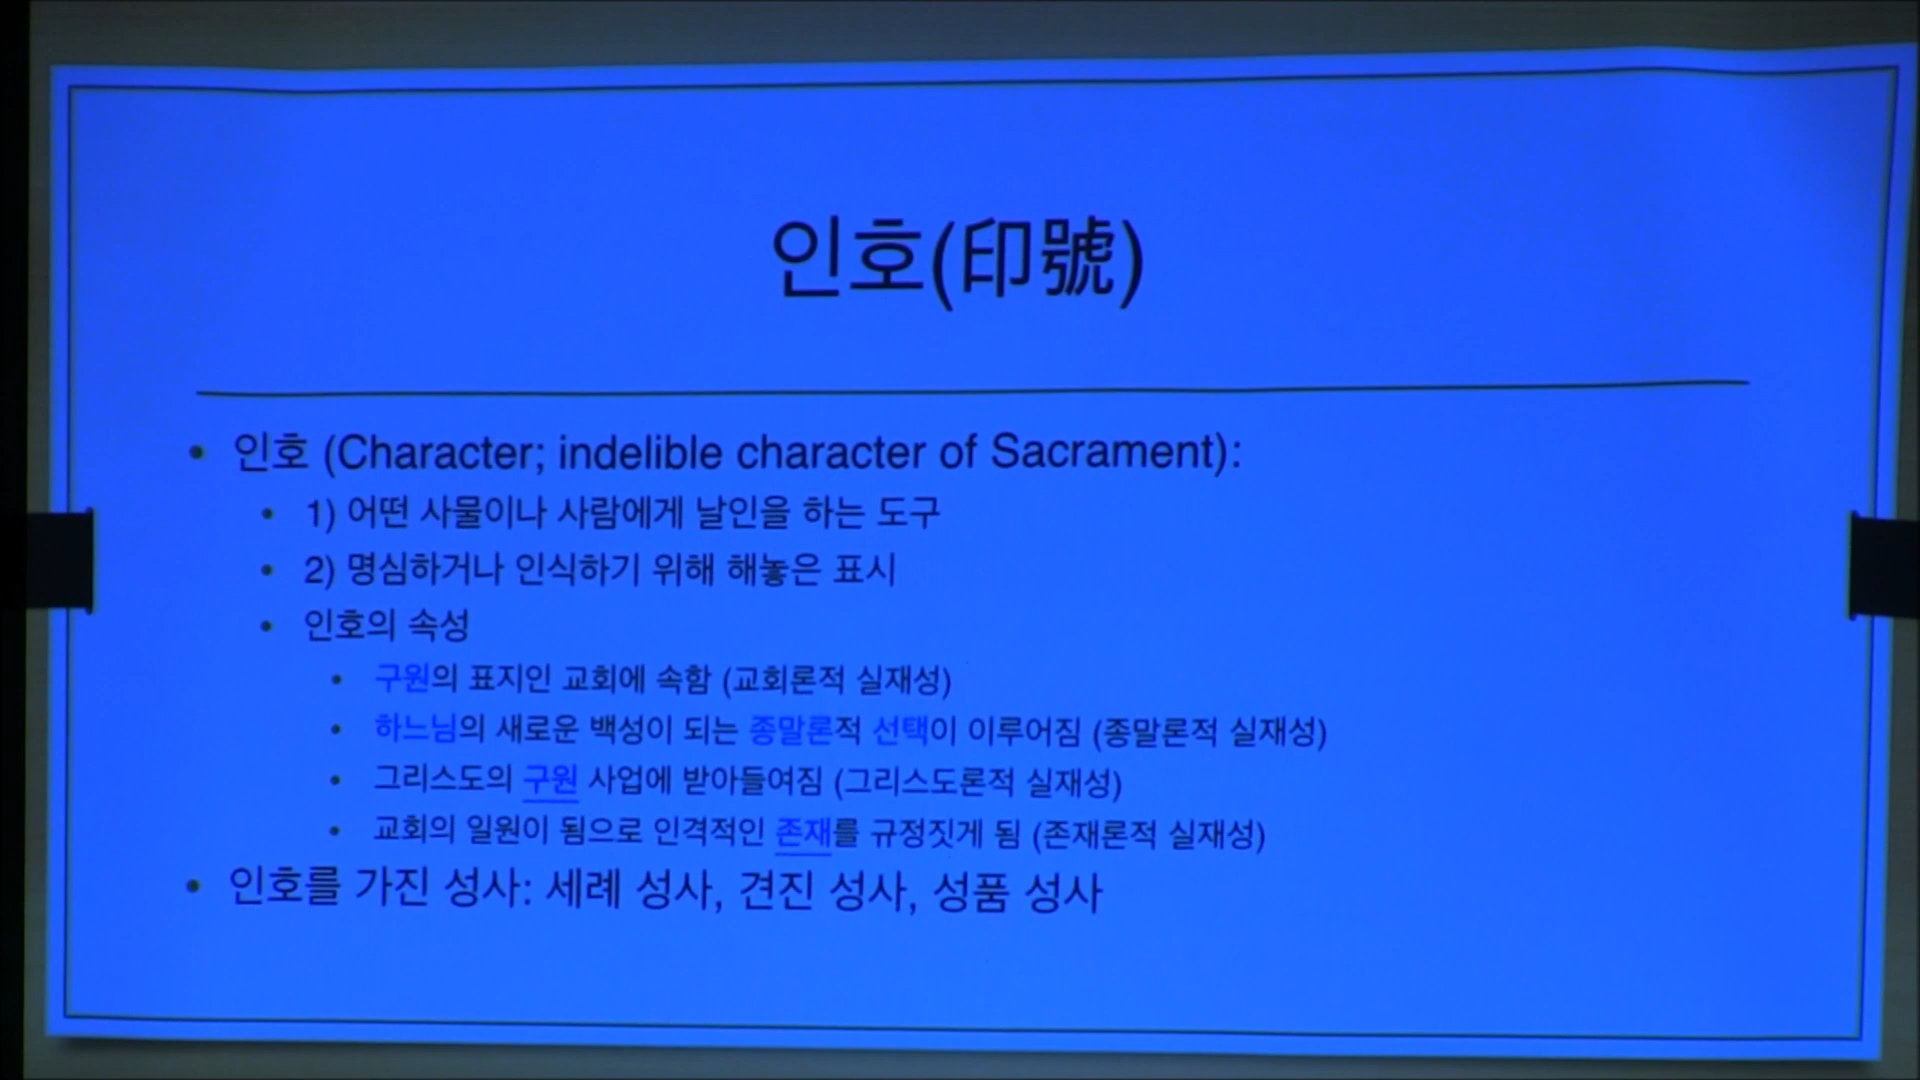 인호(印號)
• 인호 (Character; indelible character of Sacrament):
• 1) 어떤 사물이나 사람에게 날인을 하는 도구
• 2) 명심하거나 인식하기 위해 해놓은 표시
• 인호의 속성
• 구원의 표지인 교회에 속함 (교회론적 실재성)
• 하느님의 새로운 백성이 되는 종말론적 선택이 이루어짐 (종말론적 실재성)
• 그리스도의 구원 사업에 받아들여짐 (그리스도론적 실재성)
• 교회의 일원이 됨으로 인격적인 존재를 규정짓게 됨 (존재론적 실재성)
• 인호를 가진 성사: 세례 성사, 견진 성사, 성품 성사